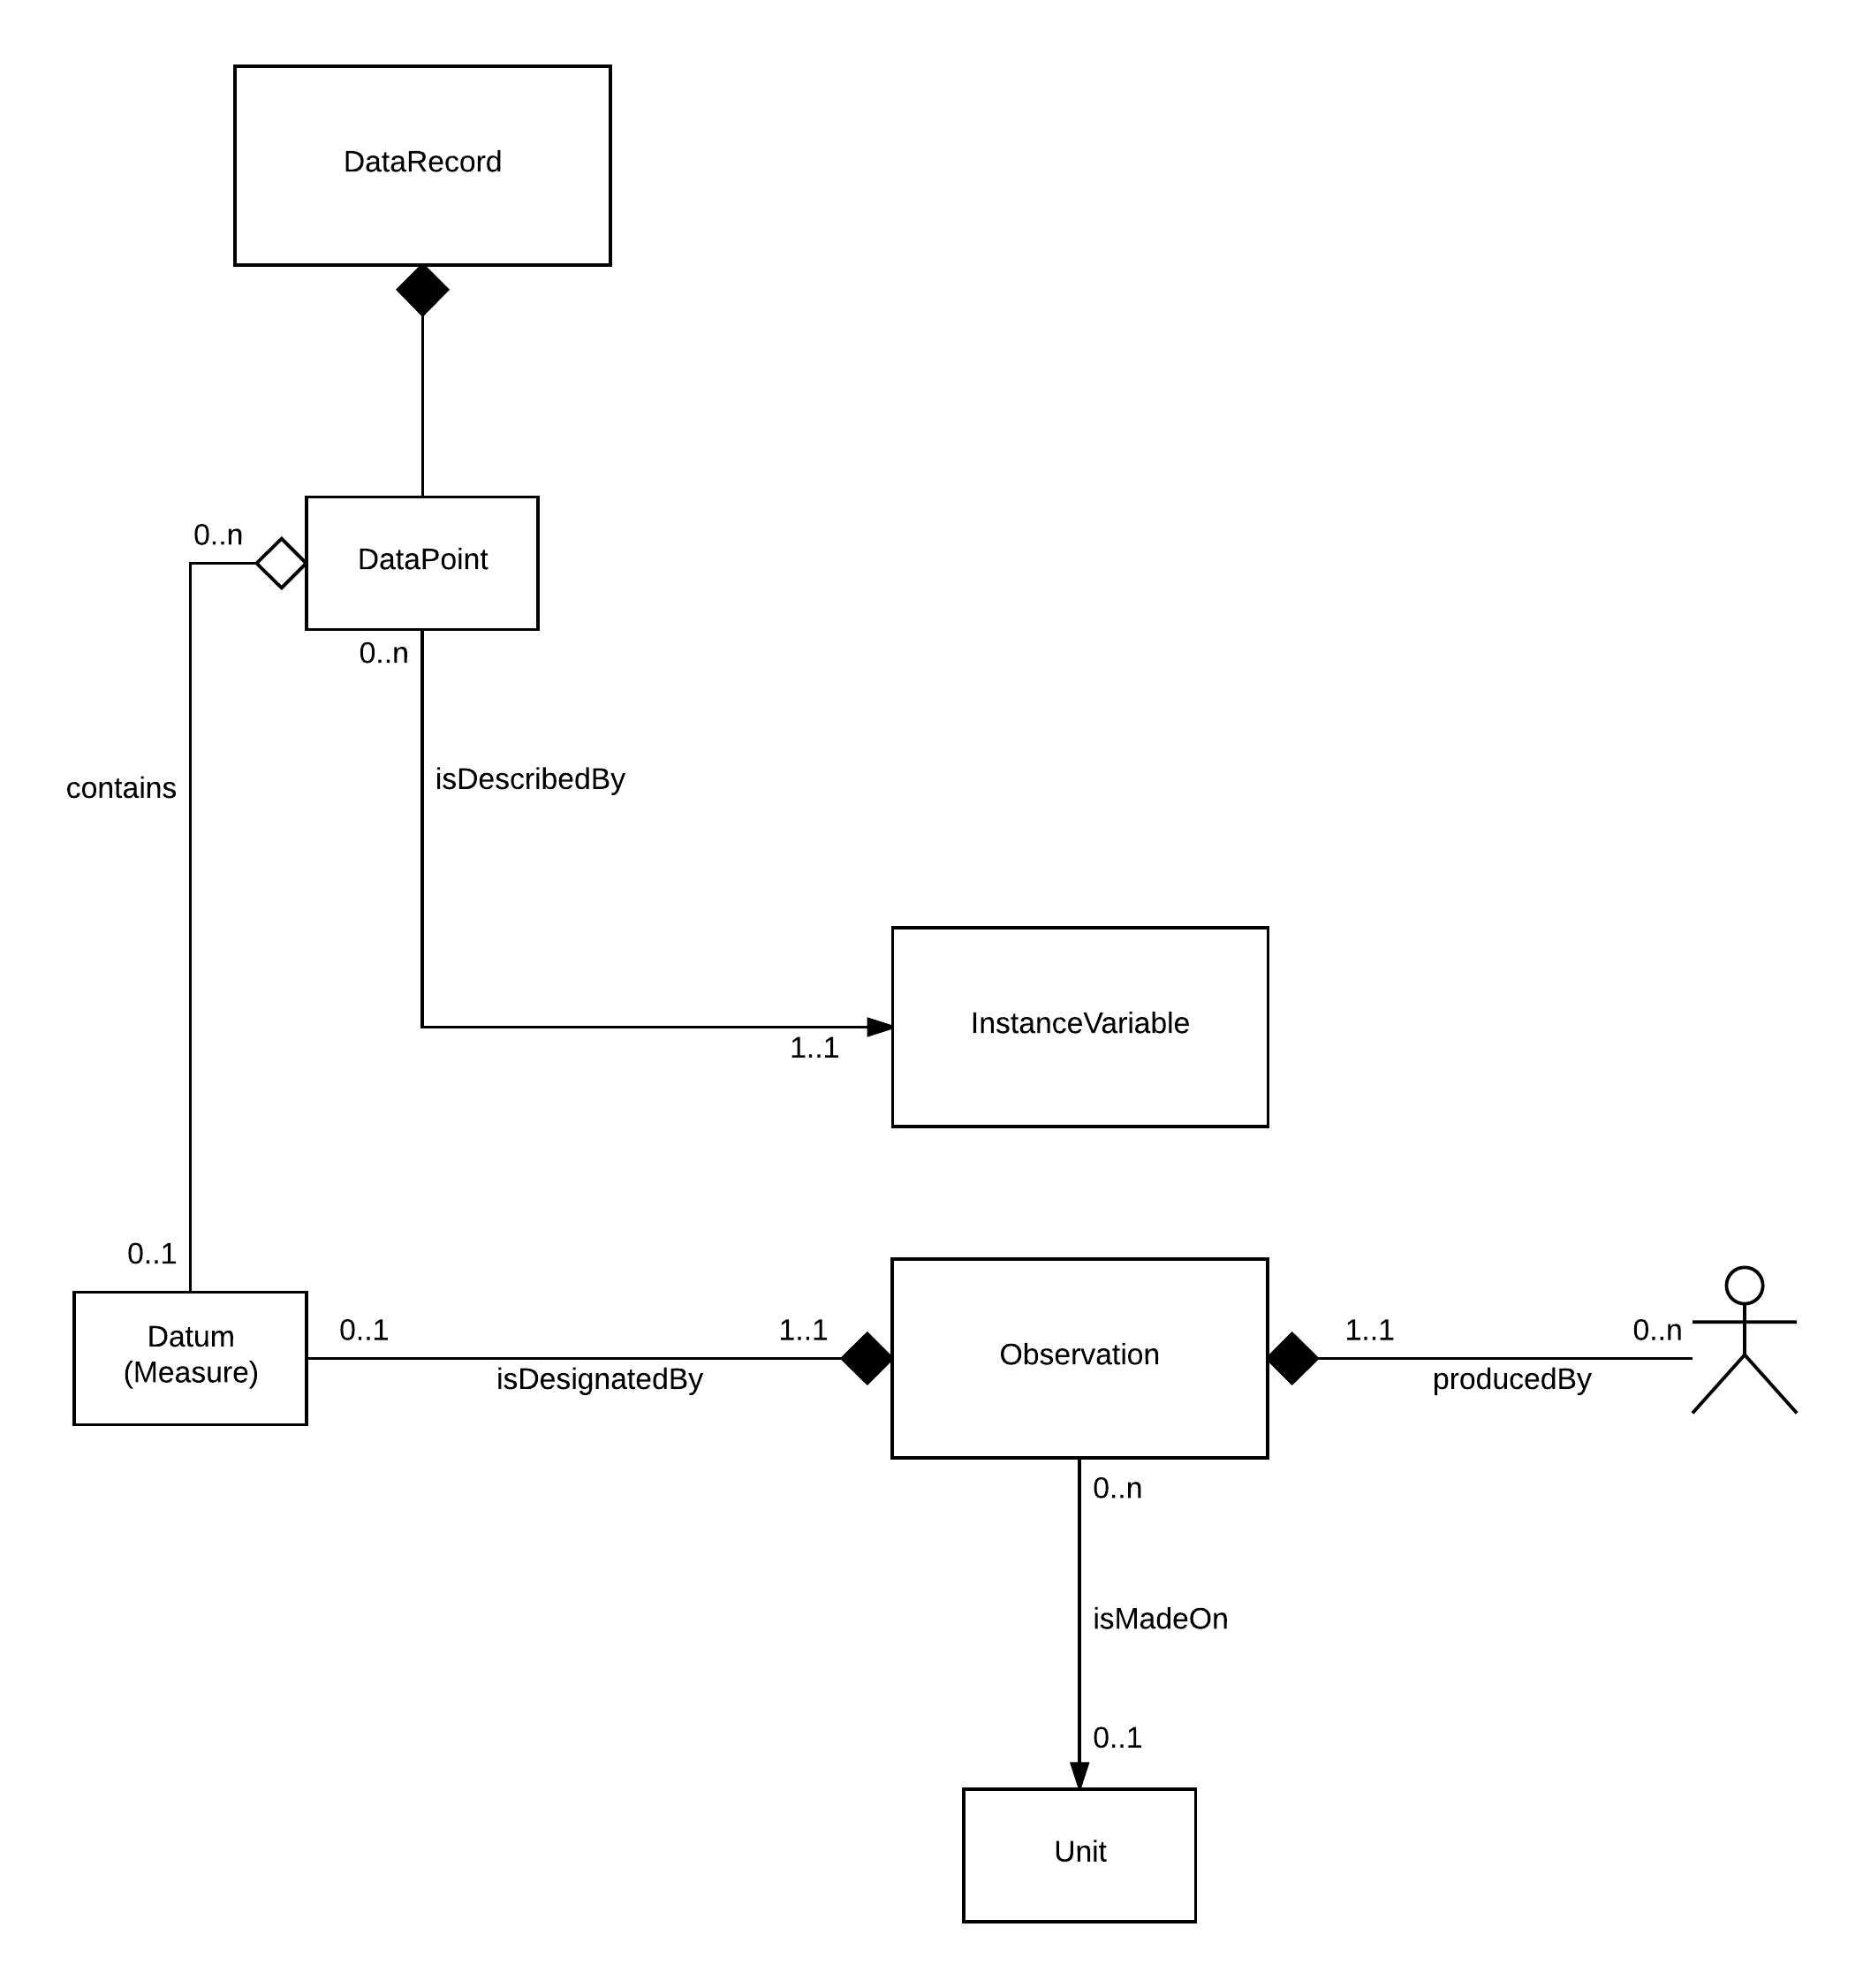 DataRecord
0..n
DataPoint
0..n
contains
isDescribedBy
InstanceVariable
1..1
0..1
Datum
(Measure)
0..1
1..1
isDesignatedBy
Observation
1..1
0..n
producedBy
0..n
isMadeOn
0..1
Unit